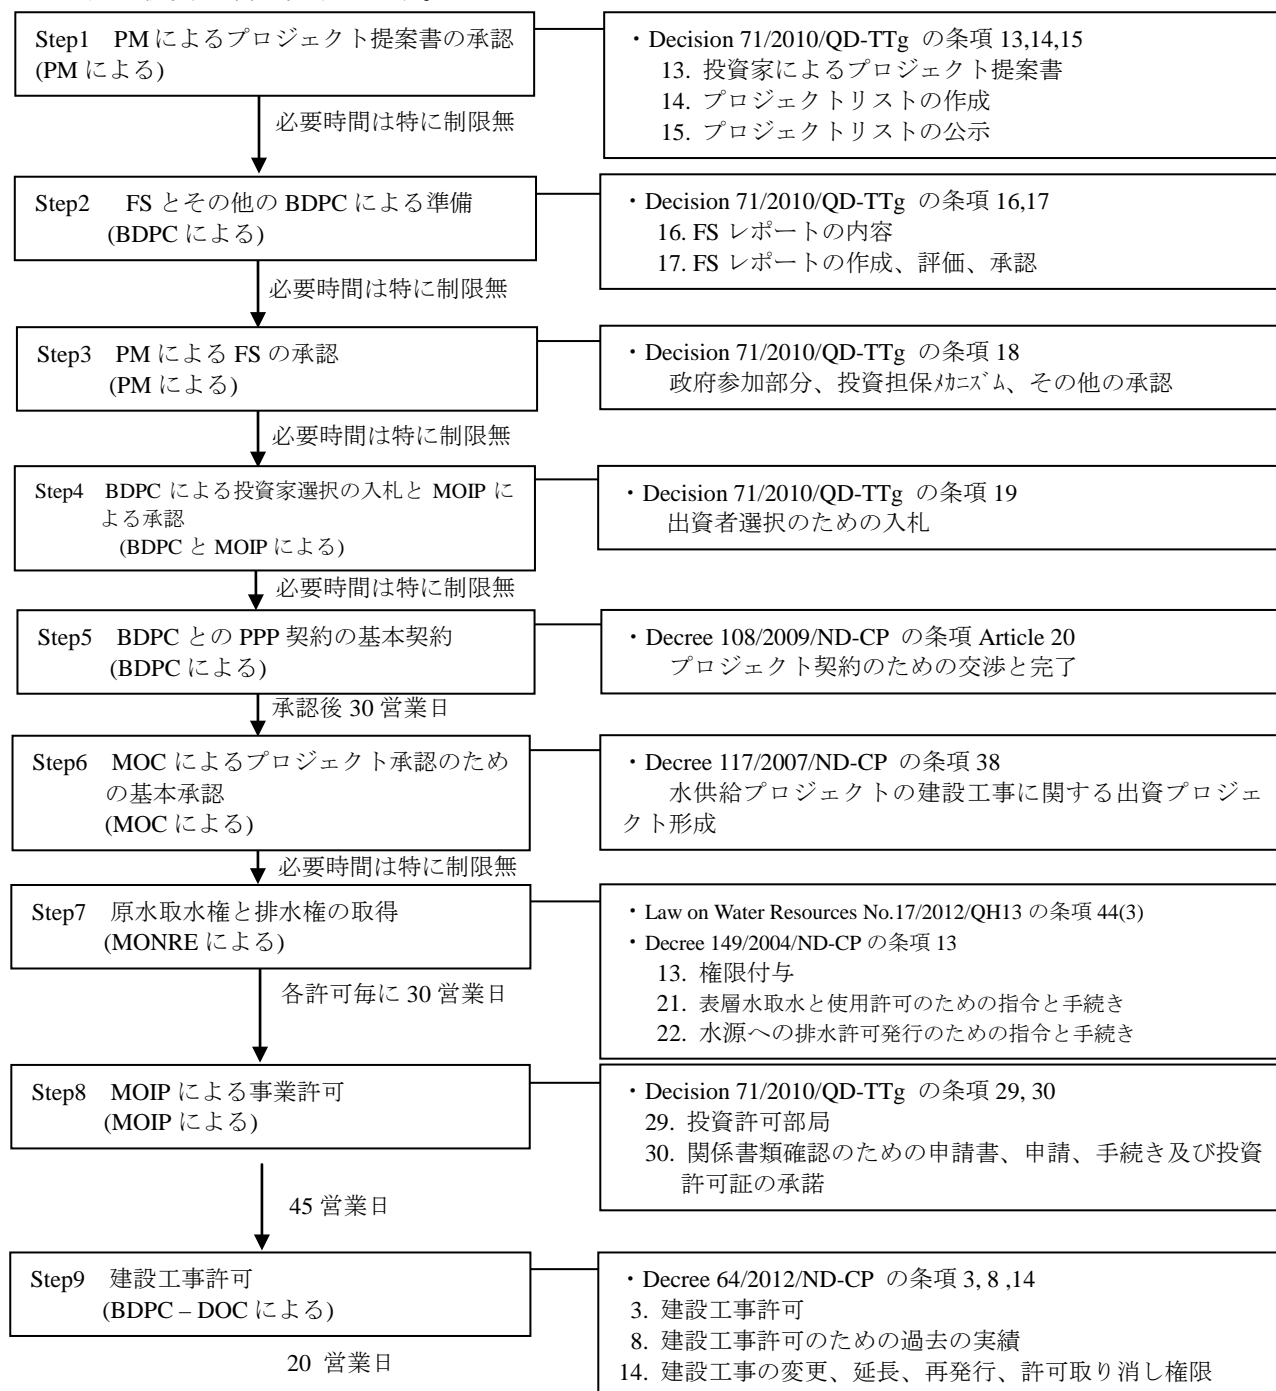 Step1 PMによるプロジェクト提案書の承認
(PMによる)
・Decision 71/2010/QD-TTg の条項 13,14,15
13. 投資家によるプロジェクト提案書
14. プロジェクトリストの作成
15. プロジェクトリストの公示
必要時間は特に制限無
Step2 FSとその他のBDPCによる準備
(BDPCによる)
・Decision 71/2010/QD-TTg の条項 16,17
16. FSレポートの内容
17. FSレポートの作成、評価、承認
必要時間は特に制限無
Step3 PMによるFSの承認
(PMによる)
・Decision 71/2010/QD-TTg の条項 18
政府参加部分、投資担保ﾒｶﾆｽﾞﾑ、その他の承認
必要時間は特に制限無
Step4 BDPCによる投資家選択の入札とMOIPに
よる承認
(BDPCとMOIPによる)
・Decision 71/2010/QD-TTg の条項 19
出資者選択のための入札
必要時間は特に制限無
Step5 BDPCとのPPP契約の基本契約
(BDPCによる)
・Decree 108/2009/ND-CP の条項 Article 20
プロジェクト契約のための交渉と完了
承認後30営業日
Step6 MOCによるプロジェクト承認のため
の基本承認
(MOCによる)
・Decree 117/2007/ND-CP の条項 38
水供給プロジェクトの建設工事に関する出資プロジェ
クト形成
必要時間は特に制限無
Step7 原水取水権と排水権の取得
(MONREによる)
・Law on Water Resources No.17/2012/QH13 の条項 44(3)
・Decree 149/2004/ND-CP の条項 13
13. 権限付与
21. 表層水取水と使用許可のための指令と手続き
22. 水源への排水許可発行のための指令と手続き
各許可毎に30営業日
Step8 MOIPによる事業許可
(MOIPによる)
・Decision 71/2010/QD-TTg の条項 29, 30
29. 投資許可部局
30. 関係書類確認のための申請書、申請、手続き及び投資
許可証の承諾
45営業日
Step9 建設工事許可
(BDPC – DOCによる)
・Decree 64/2012/ND-CP の条項 3, 8 ,14
3. 建設工事許可
8. 建設工事許可のための過去の実績
14. 建設工事の変更、延長、再発行、許可取り消し権限
20 営業日